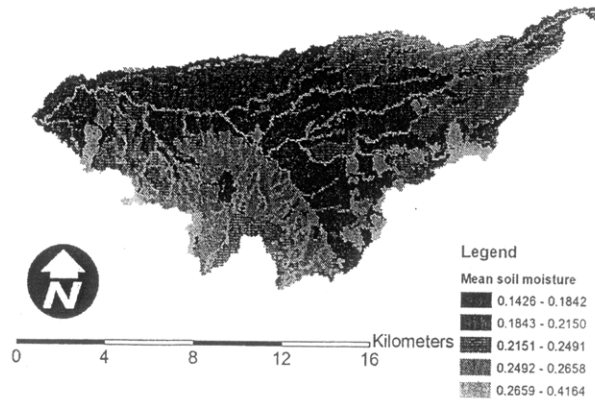 N
Kilometers
0 4 8 12 16
Legend
Mean soil moisture
0.1426 - 0.1842
0.1843 - 0.2150
0.2151 - 0.2491
0.2492 - 0.2658
0.2659 - 0.4164